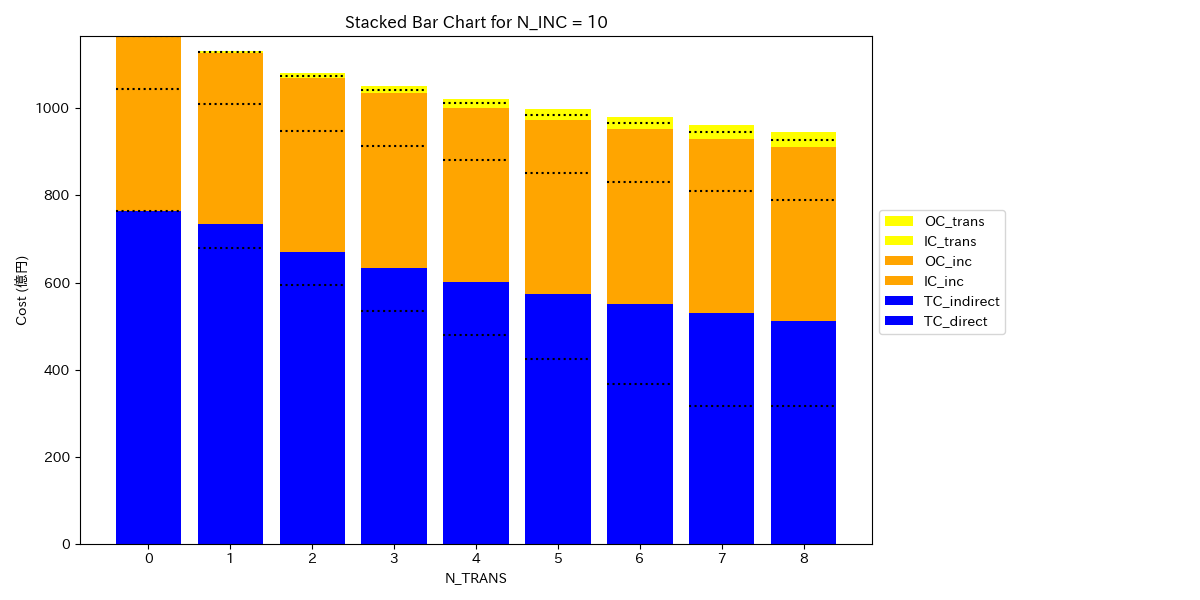 Stacked Bar Chart for N_INC = 10
Cost (億円)
1000
800
600
400
200
0
0 1 2 3 4 5 6 7 8
N_TRANS
OC_trans
IC_trans
OC_inc
IC_inc
TC_indirect
TC_direct